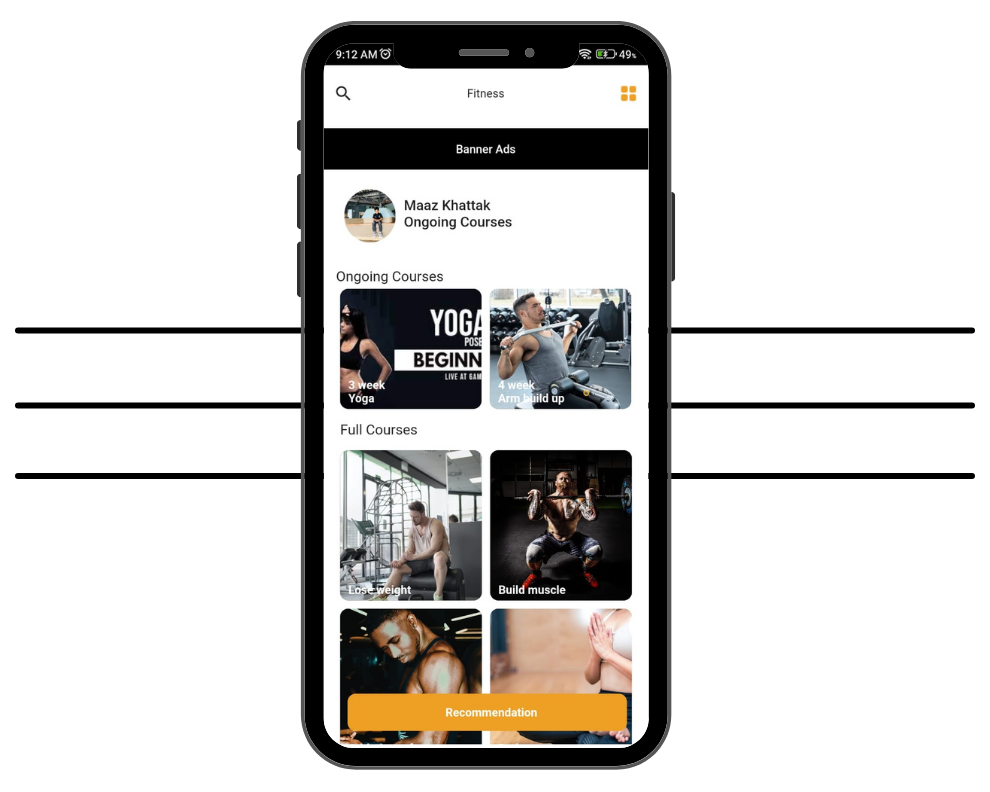 9:12 AM
49%
Fitness
Banner Ads
Maaz Khattak
Ongoing Courses
Ongoing Courses
YOGA
POSE
BEGINN
LIVE AT 6AM
3 week
Yoga
4 week
Arm build up
Full Courses
Lose weight
Build muscle
Recommendation